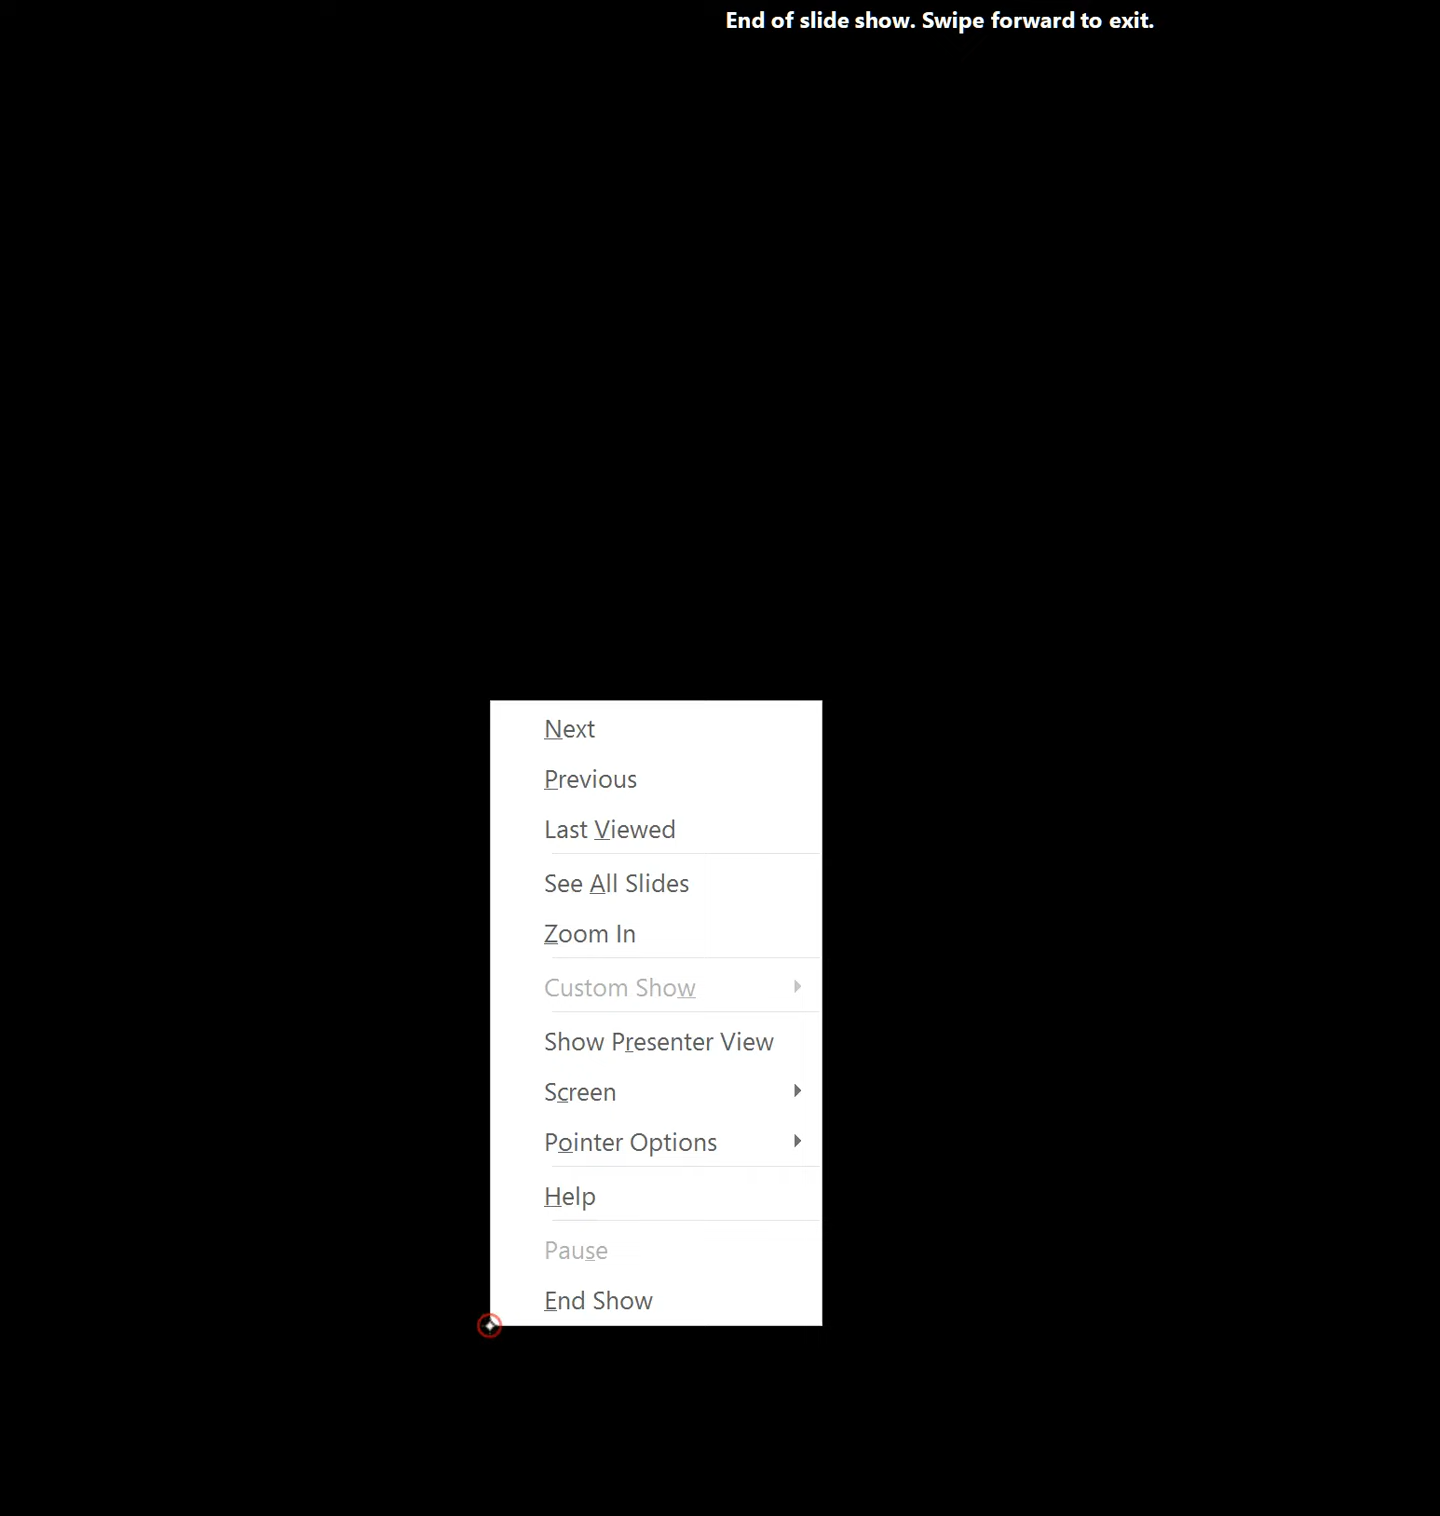 End of slide show. Swipe forward to exit.
Next
Previous
Last Viewed
See All Slides
Zoom In
Custom Show
Show Presenter View
Screen
Pointer Options
Help
Pause
End Show